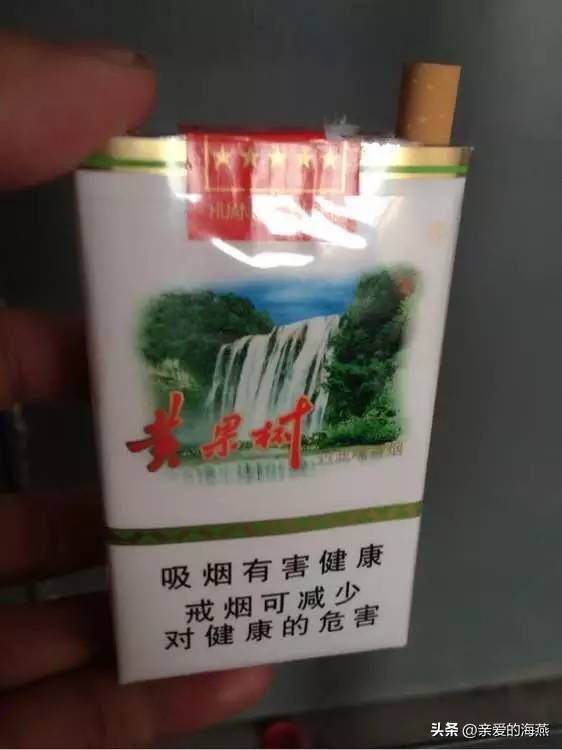 黄果树
吸烟有害健康
戒烟可减少
对健康的危害
头条 @亲爱的海燕